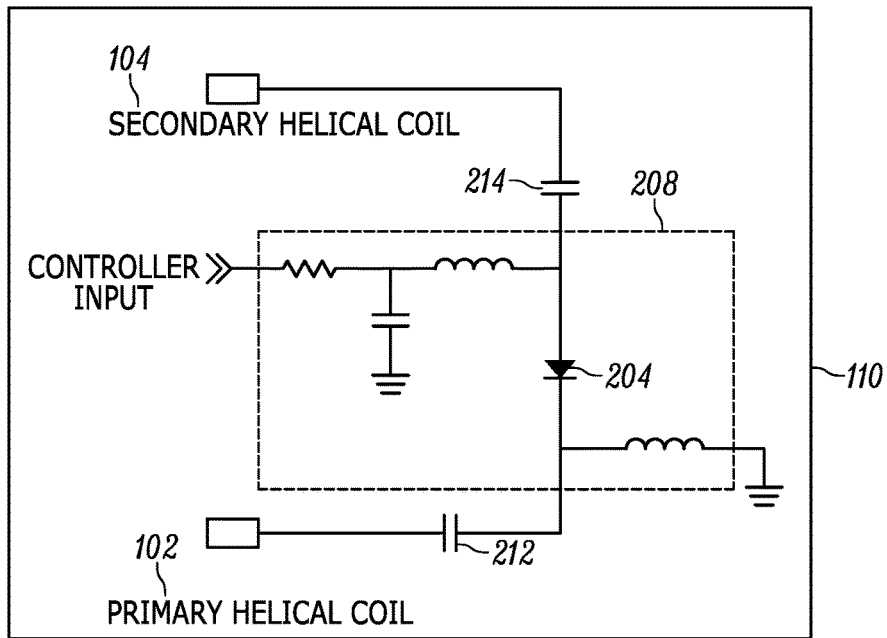 104
SECONDARY HELICAL COIL
214
208
CONTROLLER
INPUT
204
110
212
102
PRIMARY HELICAL COIL